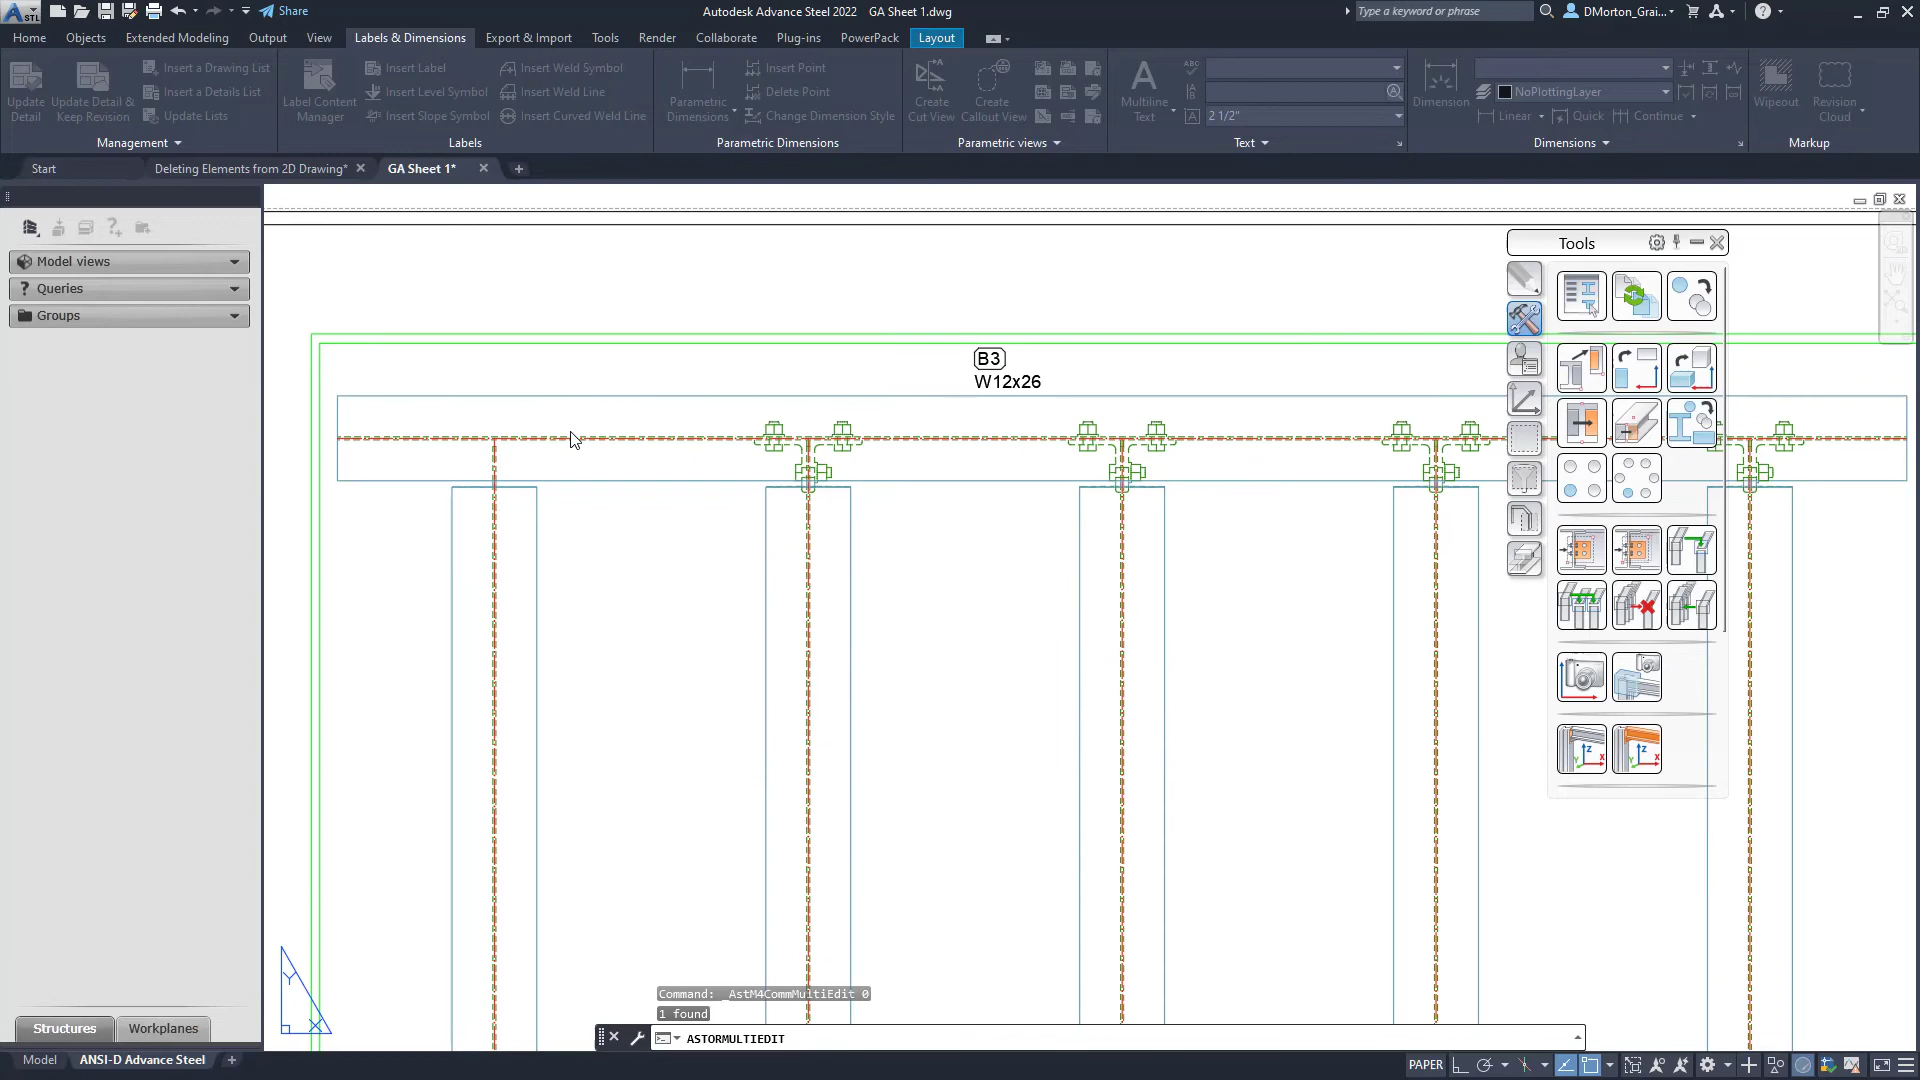 STL
Share
Autodesk Advance Steel 2022 GA Sheet 1.dwg
Type a keyword or phrase
DMorton_Grai...
Home
Objects
Extended Modeling
Output
View
Labels & Dimensions
Export & Import
Tools
Render
Collaborate
Plug-ins
PowerPack
Layout
Update Detail
Update Detail & Keep Revision
Insert a Drawing List
Insert a Details List
Update Lists
Management
Label Content Manager
Insert Label
Insert Level Symbol
Insert Slope Symbol
Insert Weld Symbol
Insert Weld Line
Insert Curved Weld Line
Labels
Parametric Dimensions
Insert Point
Delete Point
Change Dimension Style
Parametric Dimensions
Create Cut View
Create Callout View
Parametric views
Multiline Text
2 1/2"
Text
Dimension
NoPlottingLayer
Linear
Quick
Continue
Dimensions
Wipeout
Revision Cloud
Markup
Start
Deleting Elements from 2D Drawing*
GA Sheet 1*
Model views
Queries
Groups
Structures
Workplanes
B3
W12x26
Tools
Y
X
Command: _AstM4CommMultiEdit 0
1 found
ASTORMULTIEDIT
Model
ANSI-D Advance Steel
PAPER